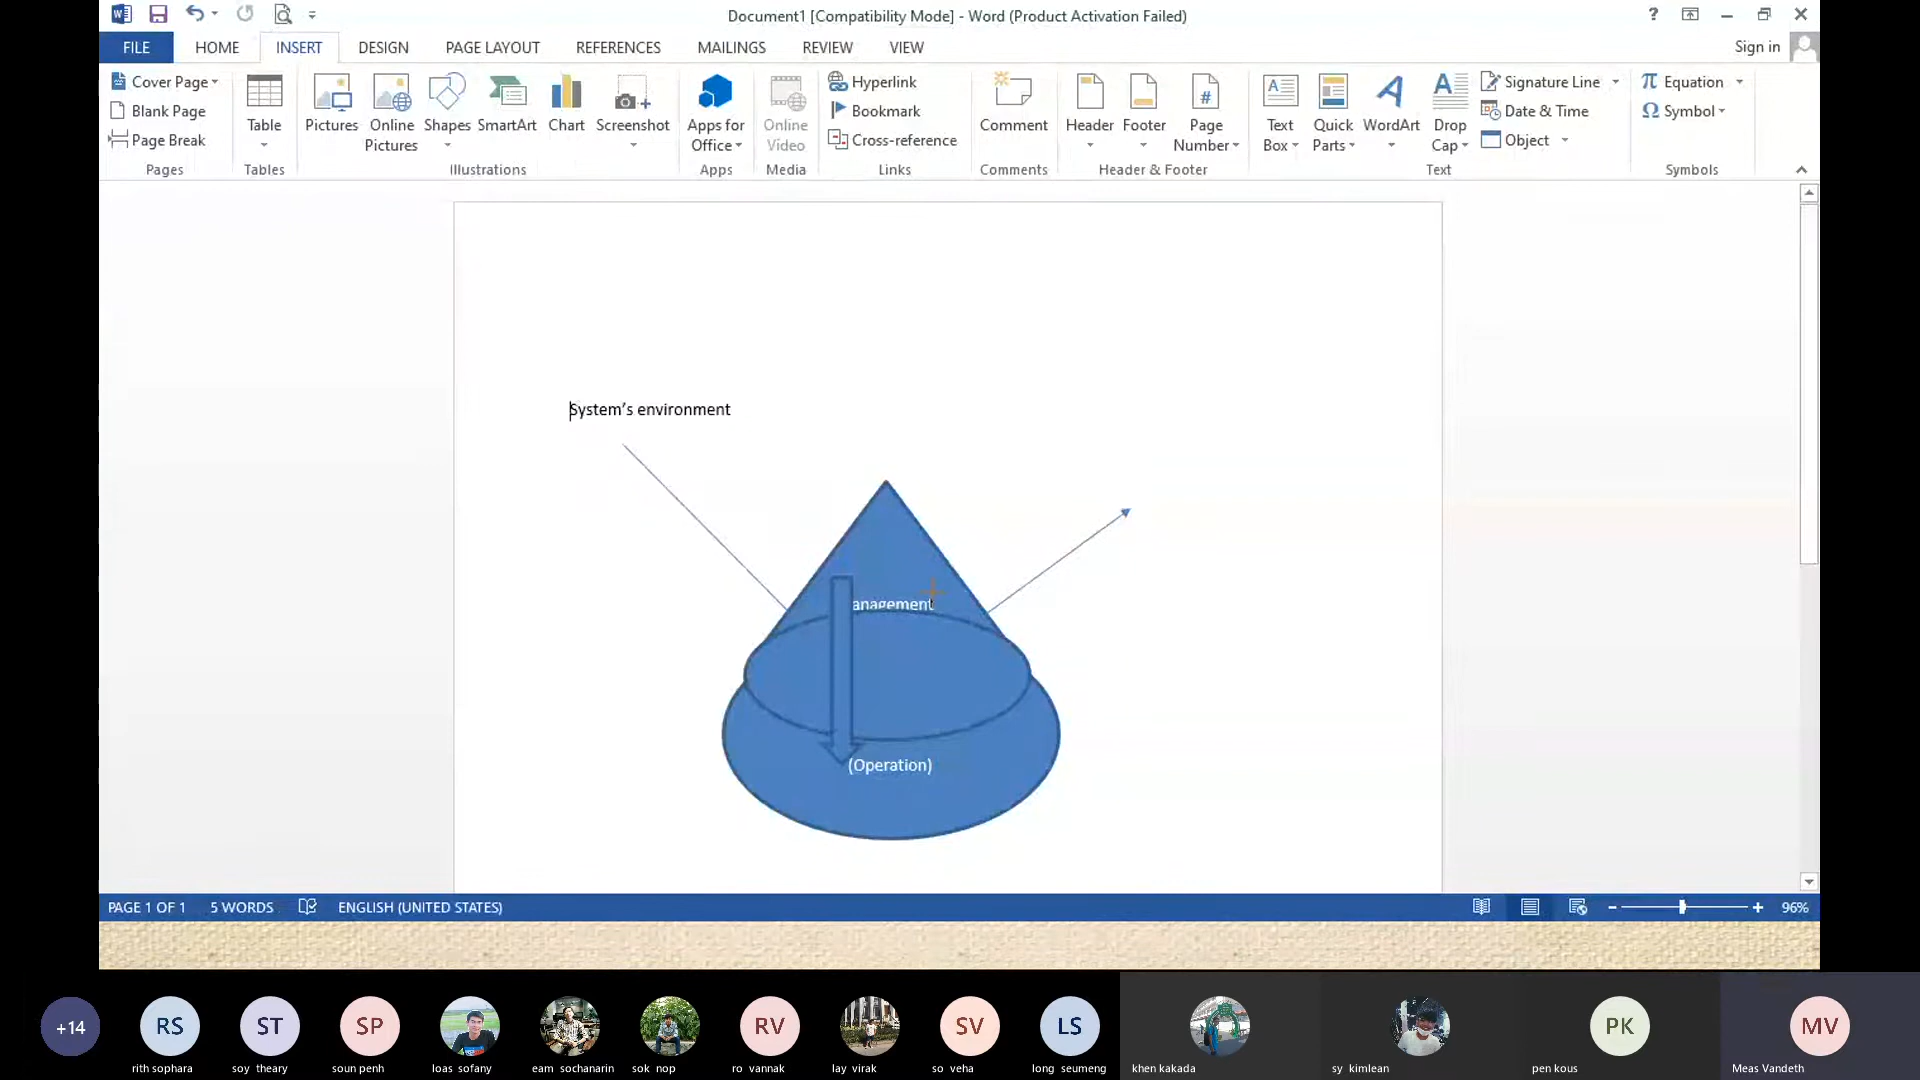 Document1 [Compatibility Mode] - Word (Product Activation Failed)
?
FILE HOME INSERT DESIGN PAGE LAYOUT REFERENCES MAILINGS REVIEW VIEW Sign in
Cover Page
Blank Page
Page Break
Pages
Table
Tables
Pictures
Online Pictures
Shapes
SmartArt
Chart
Screenshot
Illustrations
Apps for Office
Apps
Online Video
Media
Hyperlink
Bookmark
Cross-reference
Links
Comment
Comments
Header
Footer
Page Number
Header & Footer
Text Box
Quick Parts
WordArt
Drop Cap
Signature Line
Date & Time
Object
Text
π Equation
Ω Symbol
Symbols
System’s environment
anagement
(Operation)
PAGE 1 OF 1 5 WORDS ENGLISH (UNITED STATES) 96%
+14 RS ST SP RV SV LS PK MV
rith sophara soy theary soun penh loas sofany eam sochanarin sok nop ro vannak lay virak so veha long seumeng khen kakada sy kimlean pen kous Meas Vandeth